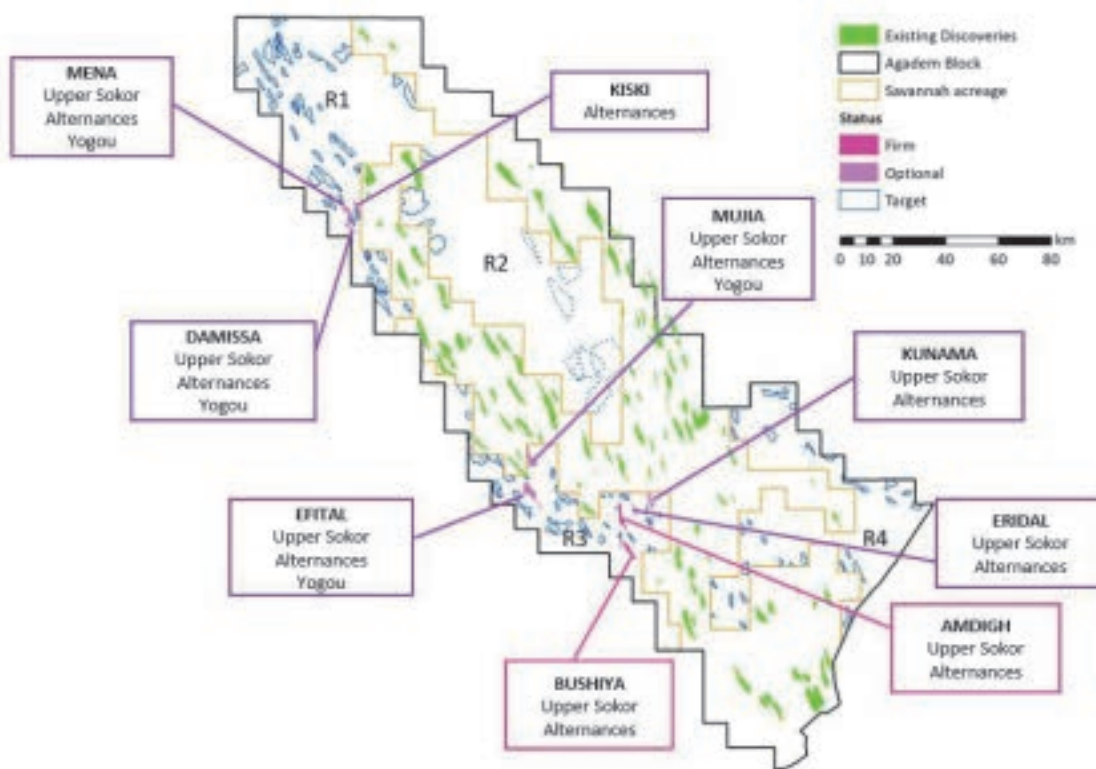 Existing Discoveries
Agadem Block
Savannah acreage
Status
Firm
Optional
Target
km
0 10 20 40 60 80
MENA
Upper Sokor
Alternances
Yogou
KISKI
Alternances
R1
MUJIA
Upper Sokor
Alternances
Yogou
R2
DAMISSA
Upper Sokor
Alternances
Yogou
KUNAMA
Upper Sokor
Alternances
EFITAL
Upper Sokor
Alternances
Yogou
R3
R4
ERIDAL
Upper Sokor
Alternances
AMDIGH
Upper Sokor
Alternances
BUSHIYA
Upper Sokor
Alternances